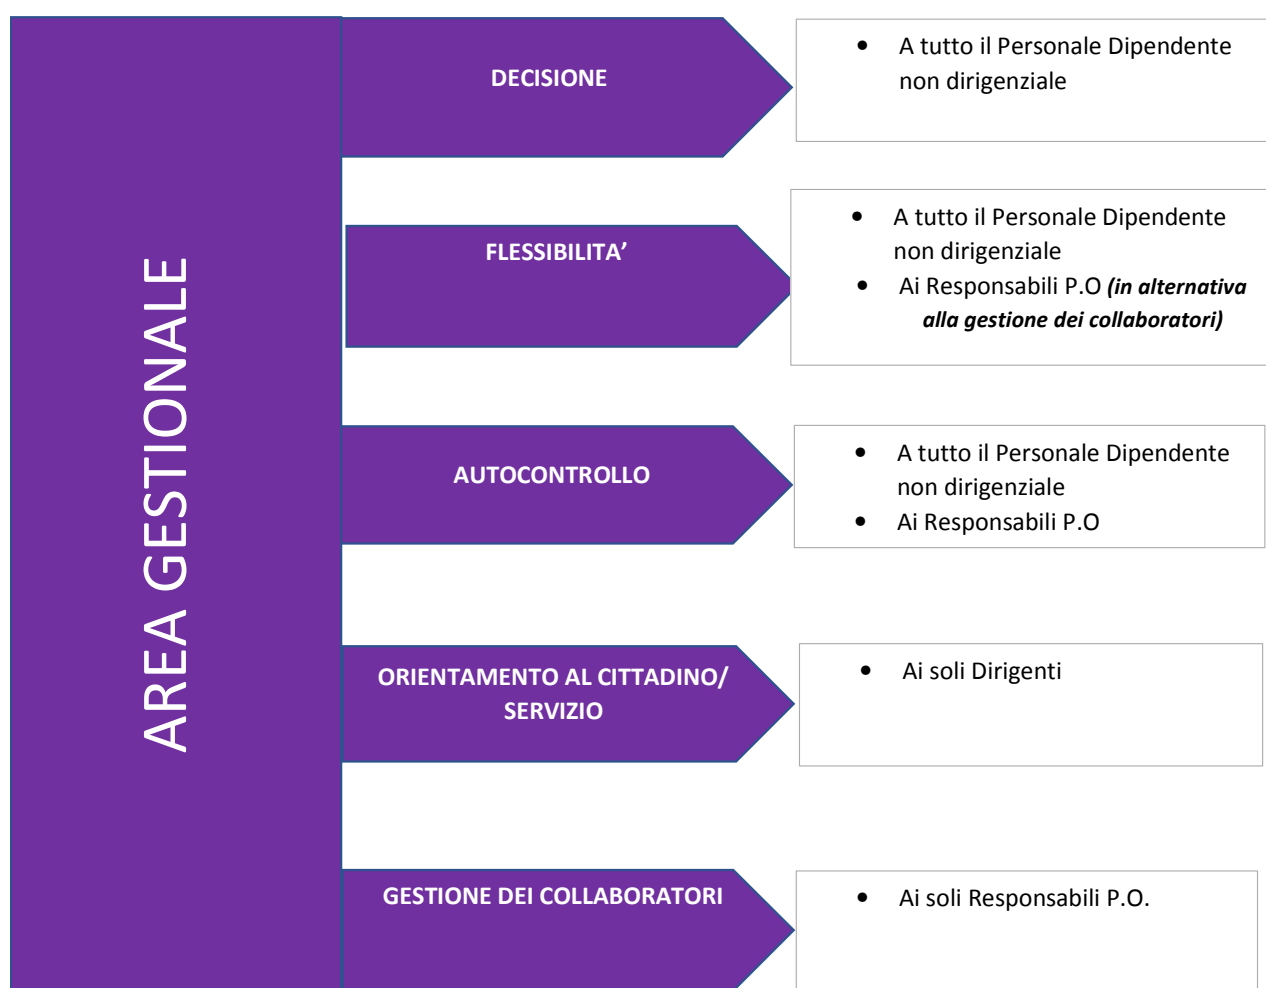 AREA GESTIONALE
DECISIONE
• A tutto il Personale Dipendente
non dirigenziale
FLESSIBILITA’
• A tutto il Personale Dipendente
non dirigenziale
• Ai Responsabili P.O (in alternativa
alla gestione dei collaboratori)
AUTOCONTROLLO
• A tutto il Personale Dipendente
non dirigenziale
• Ai Responsabili P.O
ORIENTAMENTO AL CITTADINO/
SERVIZIO
• Ai soli Dirigenti
GESTIONE DEI COLLABORATORI
• Ai soli Responsabili P.O.